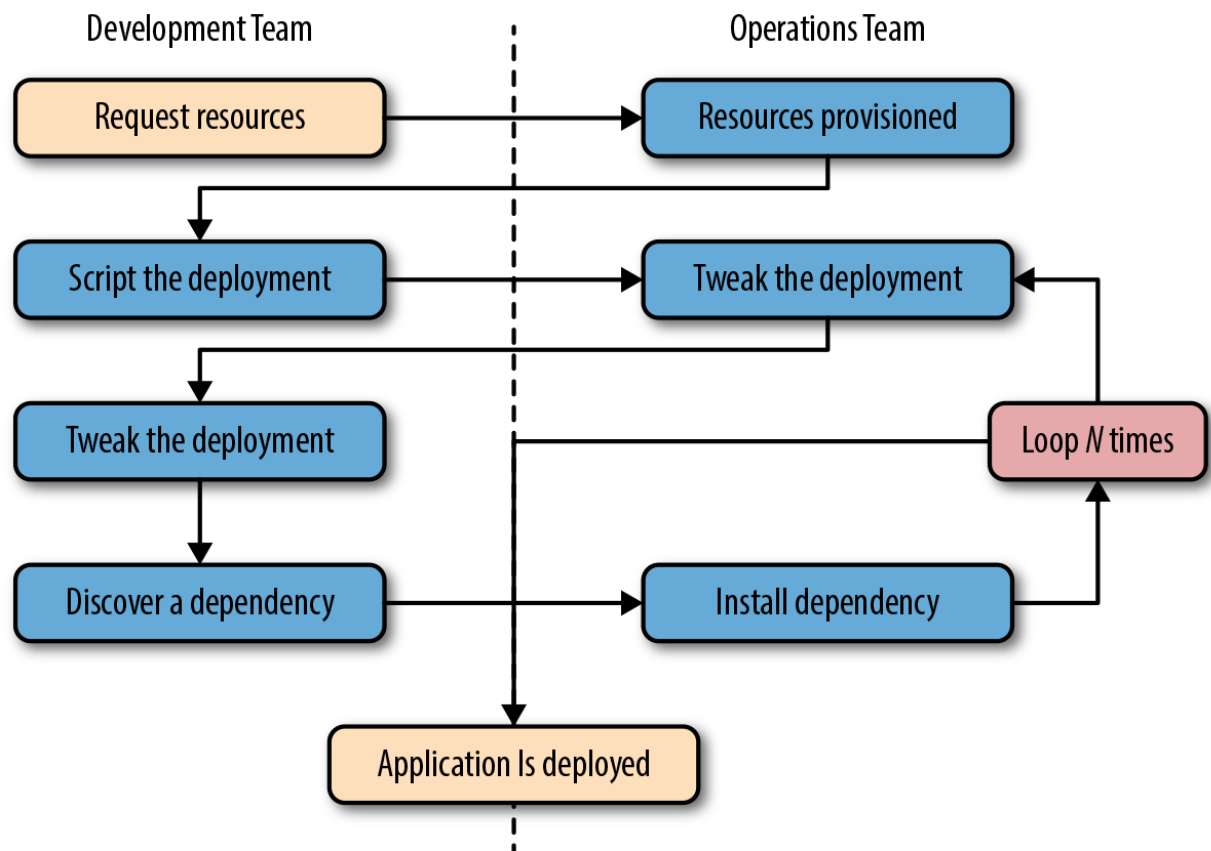 Development Team
Operations Team
Request resources
Resources provisioned
Script the deployment
Tweak the deployment
Tweak the deployment
Loop N times
Discover a dependency
Install dependency
Application Is deployed